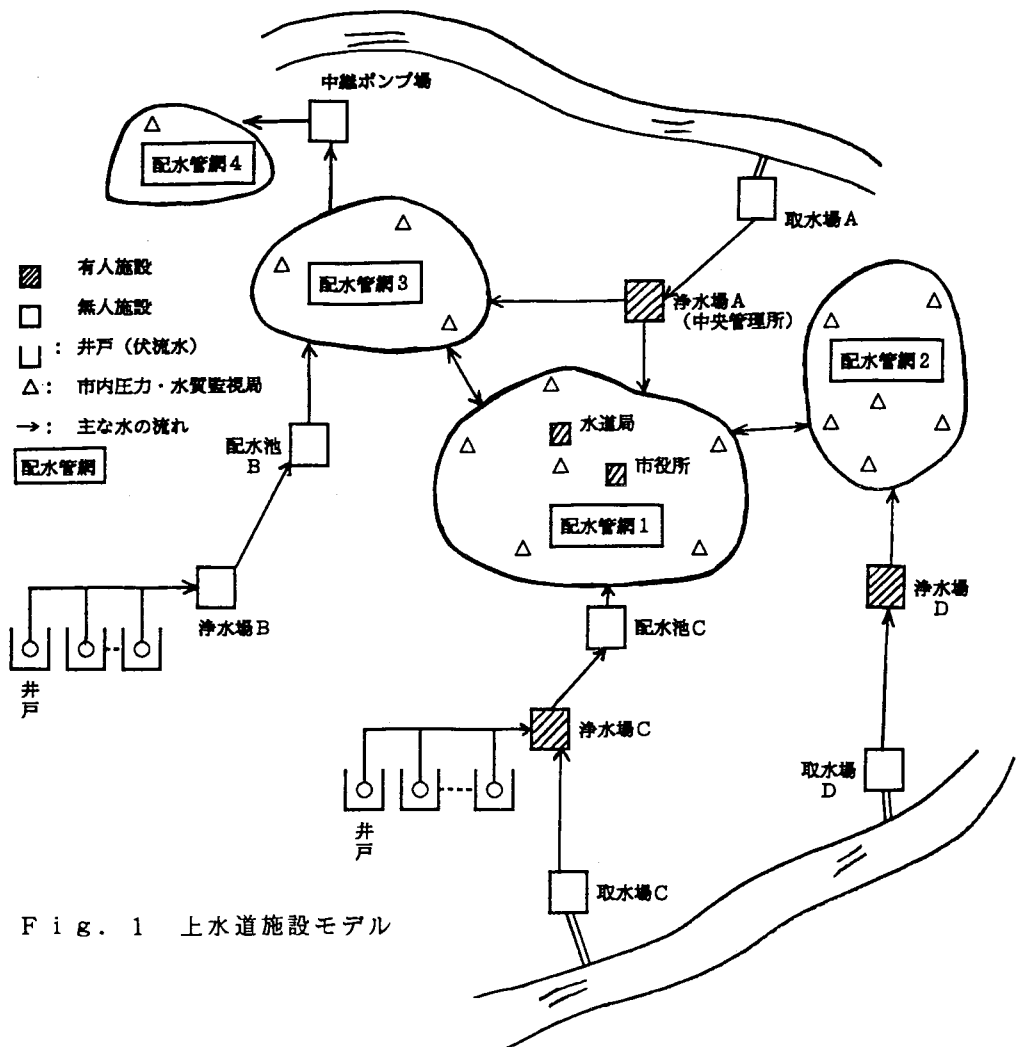 中継ポンプ場
配水管網4
取水場A
配水管網3
有人施設
無人施設
: 井戸(伏流水)
: 市内圧力・水質監視局
→: 主な水の流れ
配水管網
浄水場A
(中央管理所)
配水管網2
水道局
市役所
配水管網1
配水池
B
浄水場B
井
戸
配水池C
浄水場
D
浄水場C
井
戸
取水場
D
取水場C
Fig. 1 上水道施設モデル